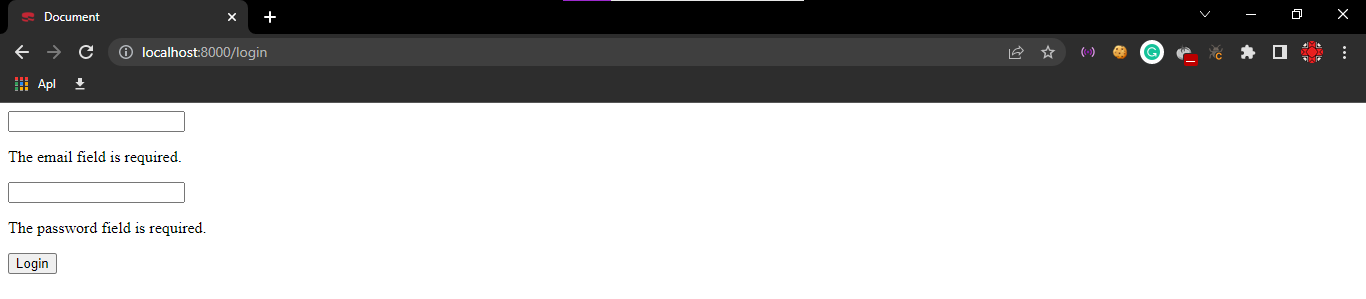 Document
localhost:8000/login
Apl
The email field is required.
The password field is required.
Login